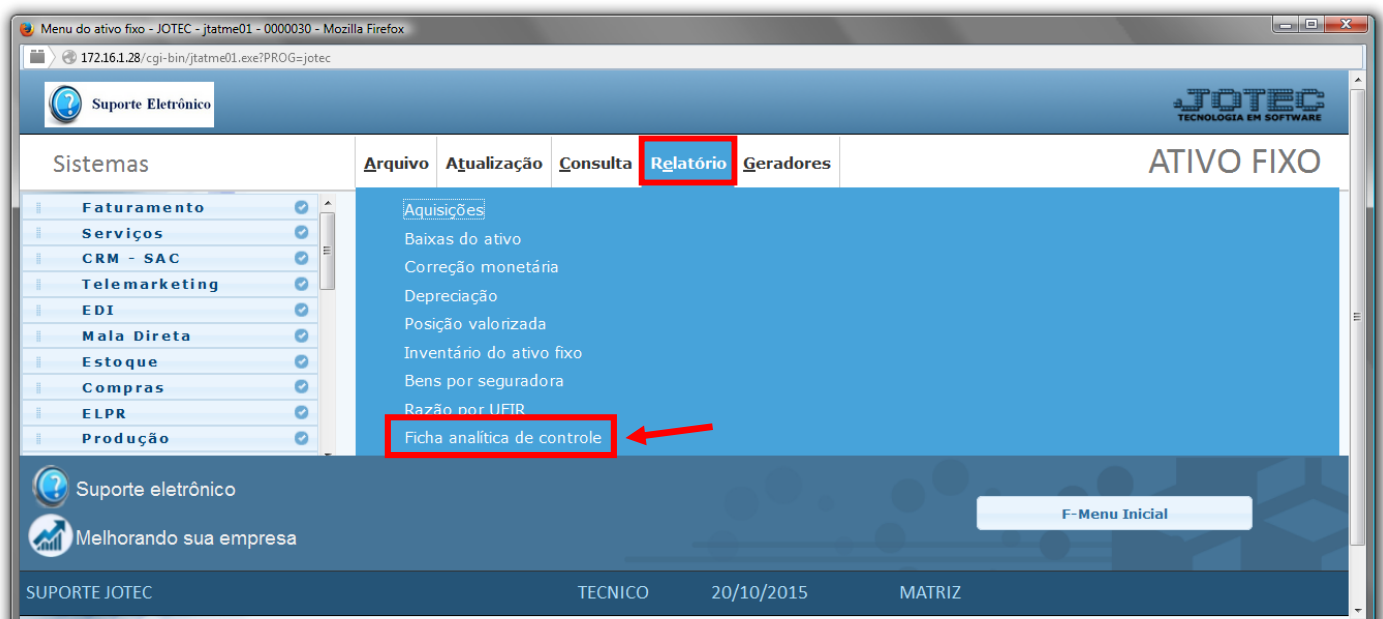 Menu do ativo fixo - JOTEC - jtatme01 - 0000030 - Mozilla Firefox
172.16.1.28/cgi-bin/jtatme01.exe?PROG=jotec
Suporte Eletrônico
JOTEC
TECNOLOGIA EM SOFTWARE
Sistemas
Arquivo Atualização Consulta Relatório Geradores
ATIVO FIXO
Faturamento
Serviços
CRM - SAC
Telemarketing
EDI
Mala Direta
Estoque
Compras
ELPR
Produção
Aquisições
Baixas do ativo
Correção monetária
Depreciação
Posição valorizada
Inventário do ativo fixo
Bens por seguradora
Razão por UFIR
Ficha analítica de controle
Suporte eletrônico
Melhorando sua empresa
F-Menu Inicial
SUPORTE JOTEC TECNICO 20/10/2015 MATRIZ